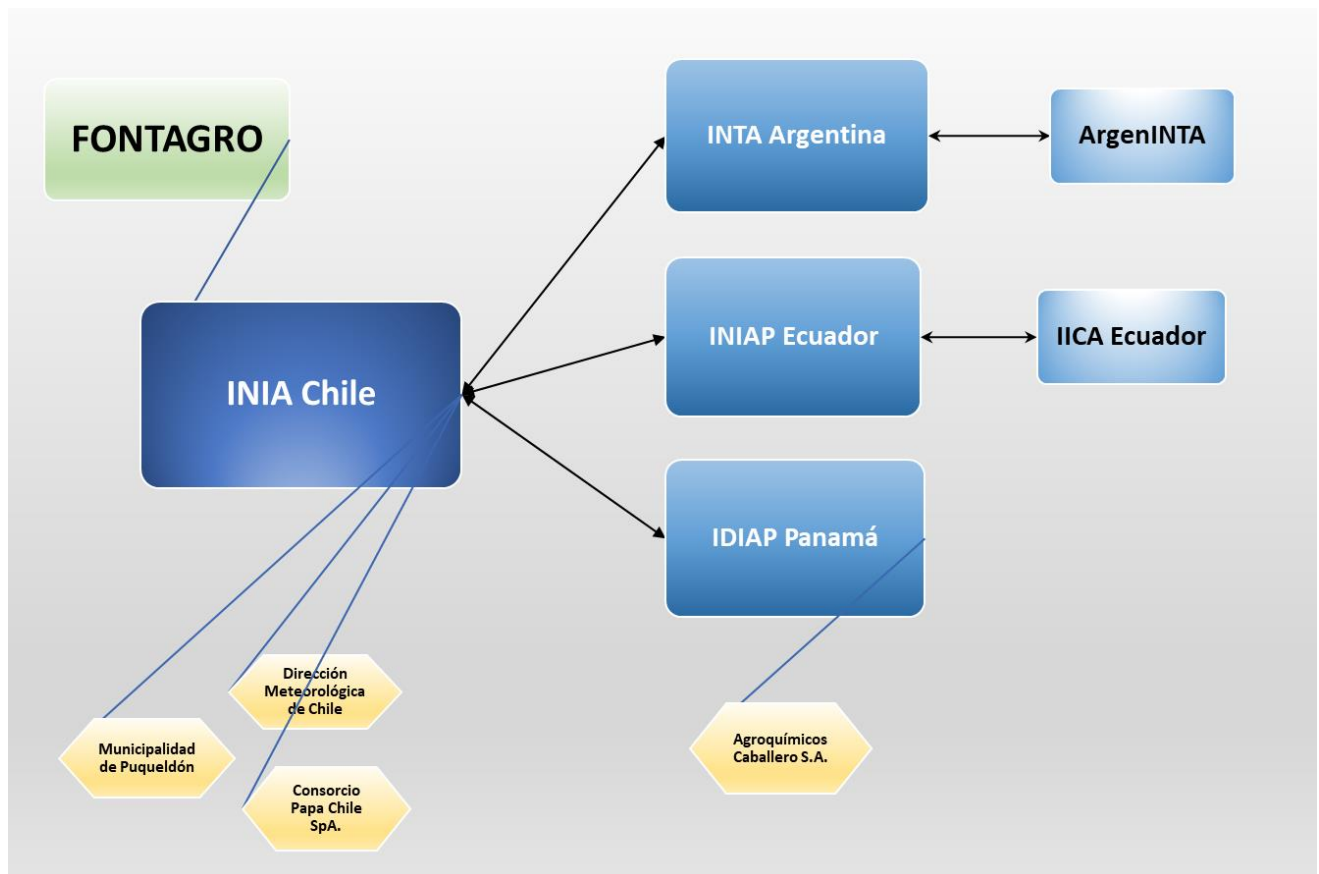 FONTAGRO
INTA Argentina
ArgenINTA
INIAP Ecuador
IICA Ecuador
INIA Chile
IDIAP Panamá
Dirección
Meteorológica
de Chile
Municipalidad
de Puqueldón
Consorcio
Papa Chile
SpA.
Agroquímicos
Caballero S.A.